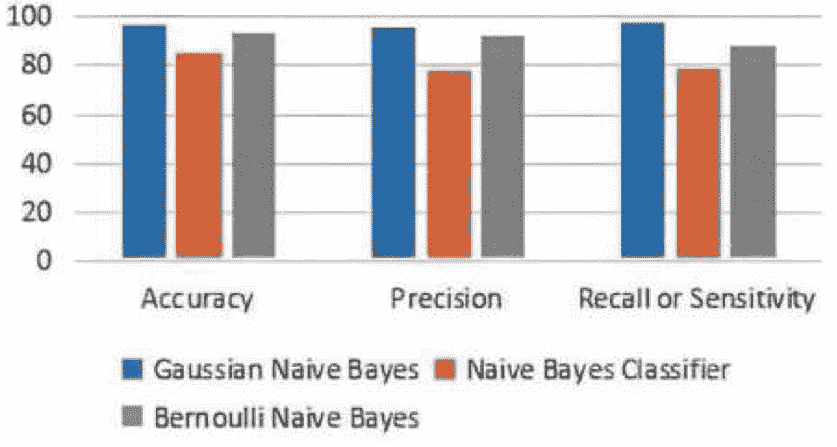 100
80
60
40
20
0
Accuracy Precision Recall or Sensitivity
Gaussian Naive Bayes Naive Bayes Classifier
Bernoulli Naive Bayes